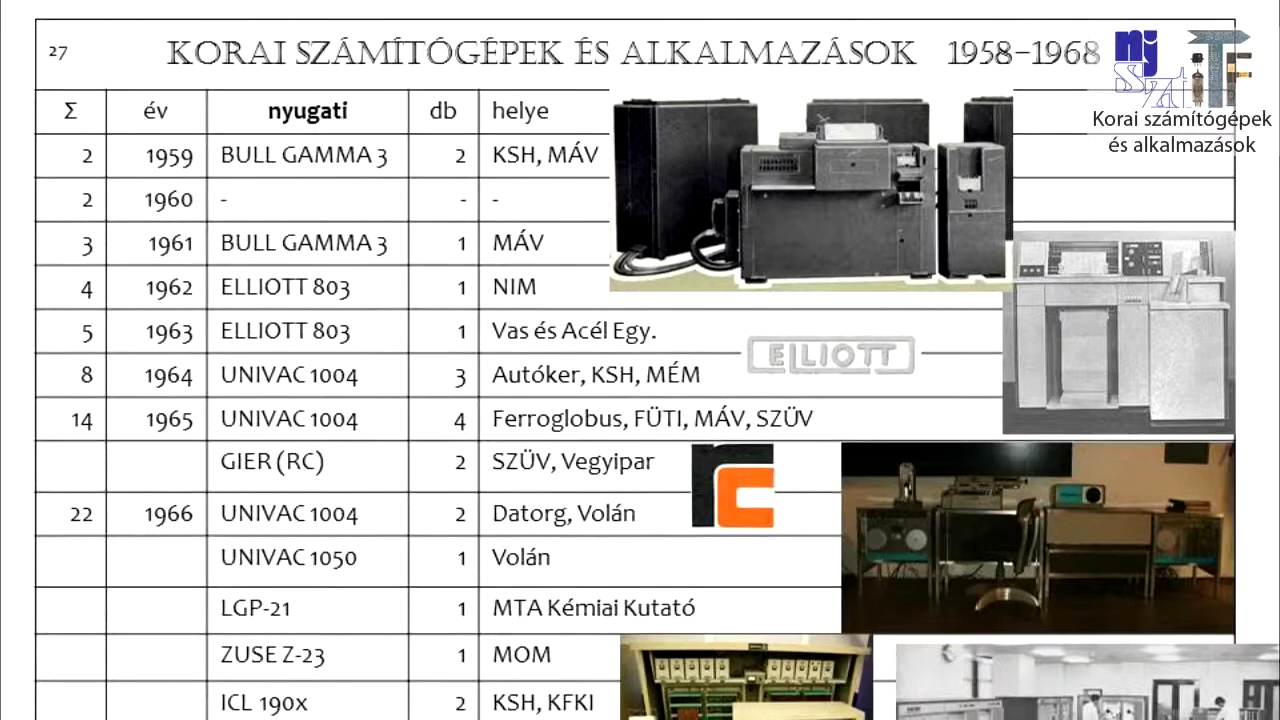 27 KORAI SZÁMÍTÓGÉPEK ÉS ALKALMAZÁSOK 1958–1968
Korai számítógépek
és alkalmazások
Σ év nyugati db helye
2 1959 BULL GAMMA 3 2 KSH, MÁV
2 1960 - - -
3 1961 BULL GAMMA 3 1 MÁV
4 1962 ELLIOTT 803 1 NIM
5 1963 ELLIOTT 803 1 Vas és Acél Egy.
ELLIOTT
8 1964 UNIVAC 1004 3 Autóker, KSH, MÉM
14 1965 UNIVAC 1004 4 Ferroglobus, FÜTI, MÁV, SZÜV
GIER (RC) 2 SZÜV, Vegyipar
rc
22 1966 UNIVAC 1004 2 Datorg, Volán
UNIVAC 1050 1 Volán
LGP-21 1 MTA Kémiai Kutató
ZUSE Z-23 1 MOM
ICL 190x 2 KSH, KFKI